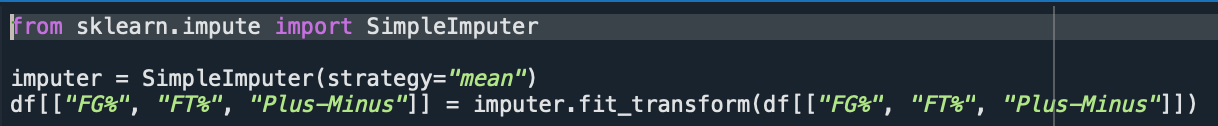 from sklearn.impute import SimpleImputer
imputer = SimpleImputer(strategy="mean")
df[["FG%", "FT%", "Plus-Minus"]] = imputer.fit_transform(df[["FG%", "FT%", "Plus-Minus"]])